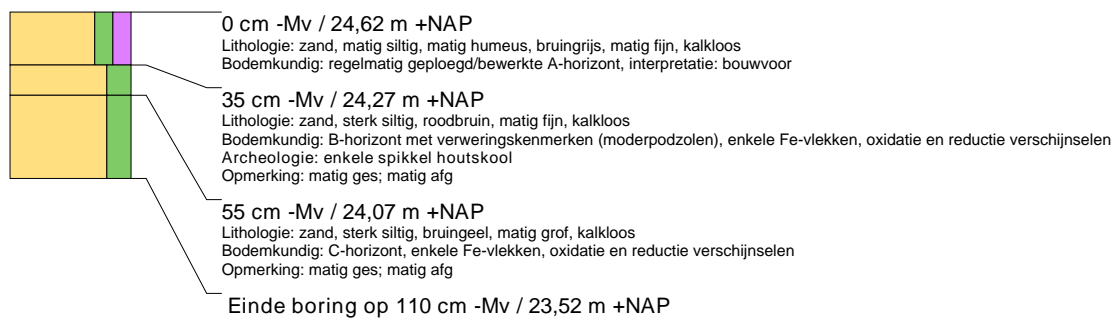 0 cm -Mv / 24,62 m +NAP
Lithologie: zand, matig siltig, matig humeus, bruingrijs, matig fijn, kalkloos
Bodemkundig: regelmatig geploegd/bewerkte A-horizont, interpretatie: bouwvoor
35 cm -Mv / 24,27 m +NAP
Lithologie: zand, sterk siltig, roodbruin, matig fijn, kalkloos
Bodemkundig: B-horizont met verweringskenmerken (moderpodzolen), enkele Fe-vlekken, oxidatie en reductie verschijnselen
Archeologie: enkele spikkel houtskool
Opmerking: matig ges; matig afg
55 cm -Mv / 24,07 m +NAP
Lithologie: zand, sterk siltig, bruingeel, matig grof, kalkloos
Bodemkundig: C-horizont, enkele Fe-vlekken, oxidatie en reductie verschijnselen
Opmerking: matig ges; matig afg
Einde boring op 110 cm -Mv / 23,52 m +NAP